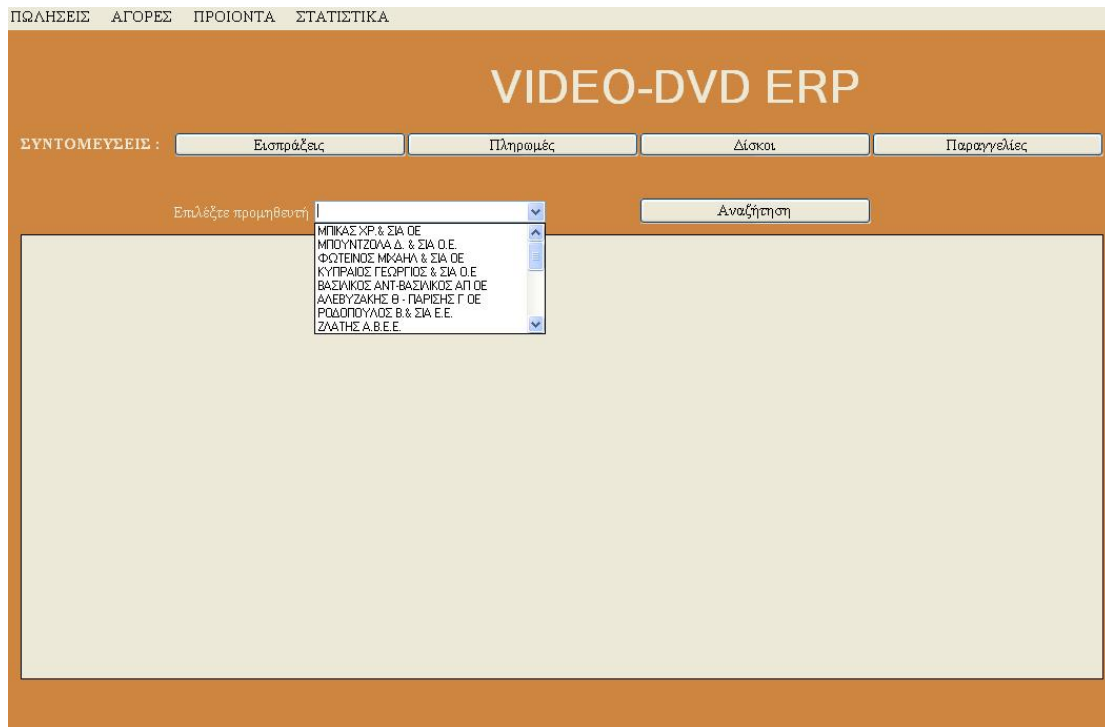 ΠΩΛΗΣΕΙΣ ΑΓΟΡΕΣ ΠΡΟΙΟΝΤΑ ΣΤΑΤΙΣΤΙΚΑ
VIDEO-DVD ERP
ΣΥΝΤΟΜΕΥΣΕΙΣ : Εισπράξεις Πληρωμές Δίσκοι Παραγγελίες
Επιλέξτε προμηθευτή Αναζήτηση
ΜΠΙΚΑΣ ΧΡ.& ΣΙΑ ΟΕ
ΜΠΟΥΝΤΖΟΛΑ Δ. & ΣΙΑ Ο.Ε.
ΦΩΤΕΙΝΟΣ ΜΙΧΑΗΛ & ΣΙΑ ΟΕ
ΚΥΠΡΑΙΟΣ ΓΕΩΡΓΙΟΣ & ΣΙΑ Ο.Ε
ΒΑΣΙΛΙΚΟΣ ΑΝΤ-ΒΑΣΙΛΙΚΟΣ ΑΠ ΟΕ
ΑΛΕΒΥΖΑΚΗΣ Θ - ΠΑΡΙΣΗΣ Γ ΟΕ
ΡΟΔΟΠΟΥΛΟΣ Β.& ΣΙΑ Ε.Ε.
ΖΛΑΤΗΣ Α.Β.Ε.Ε.